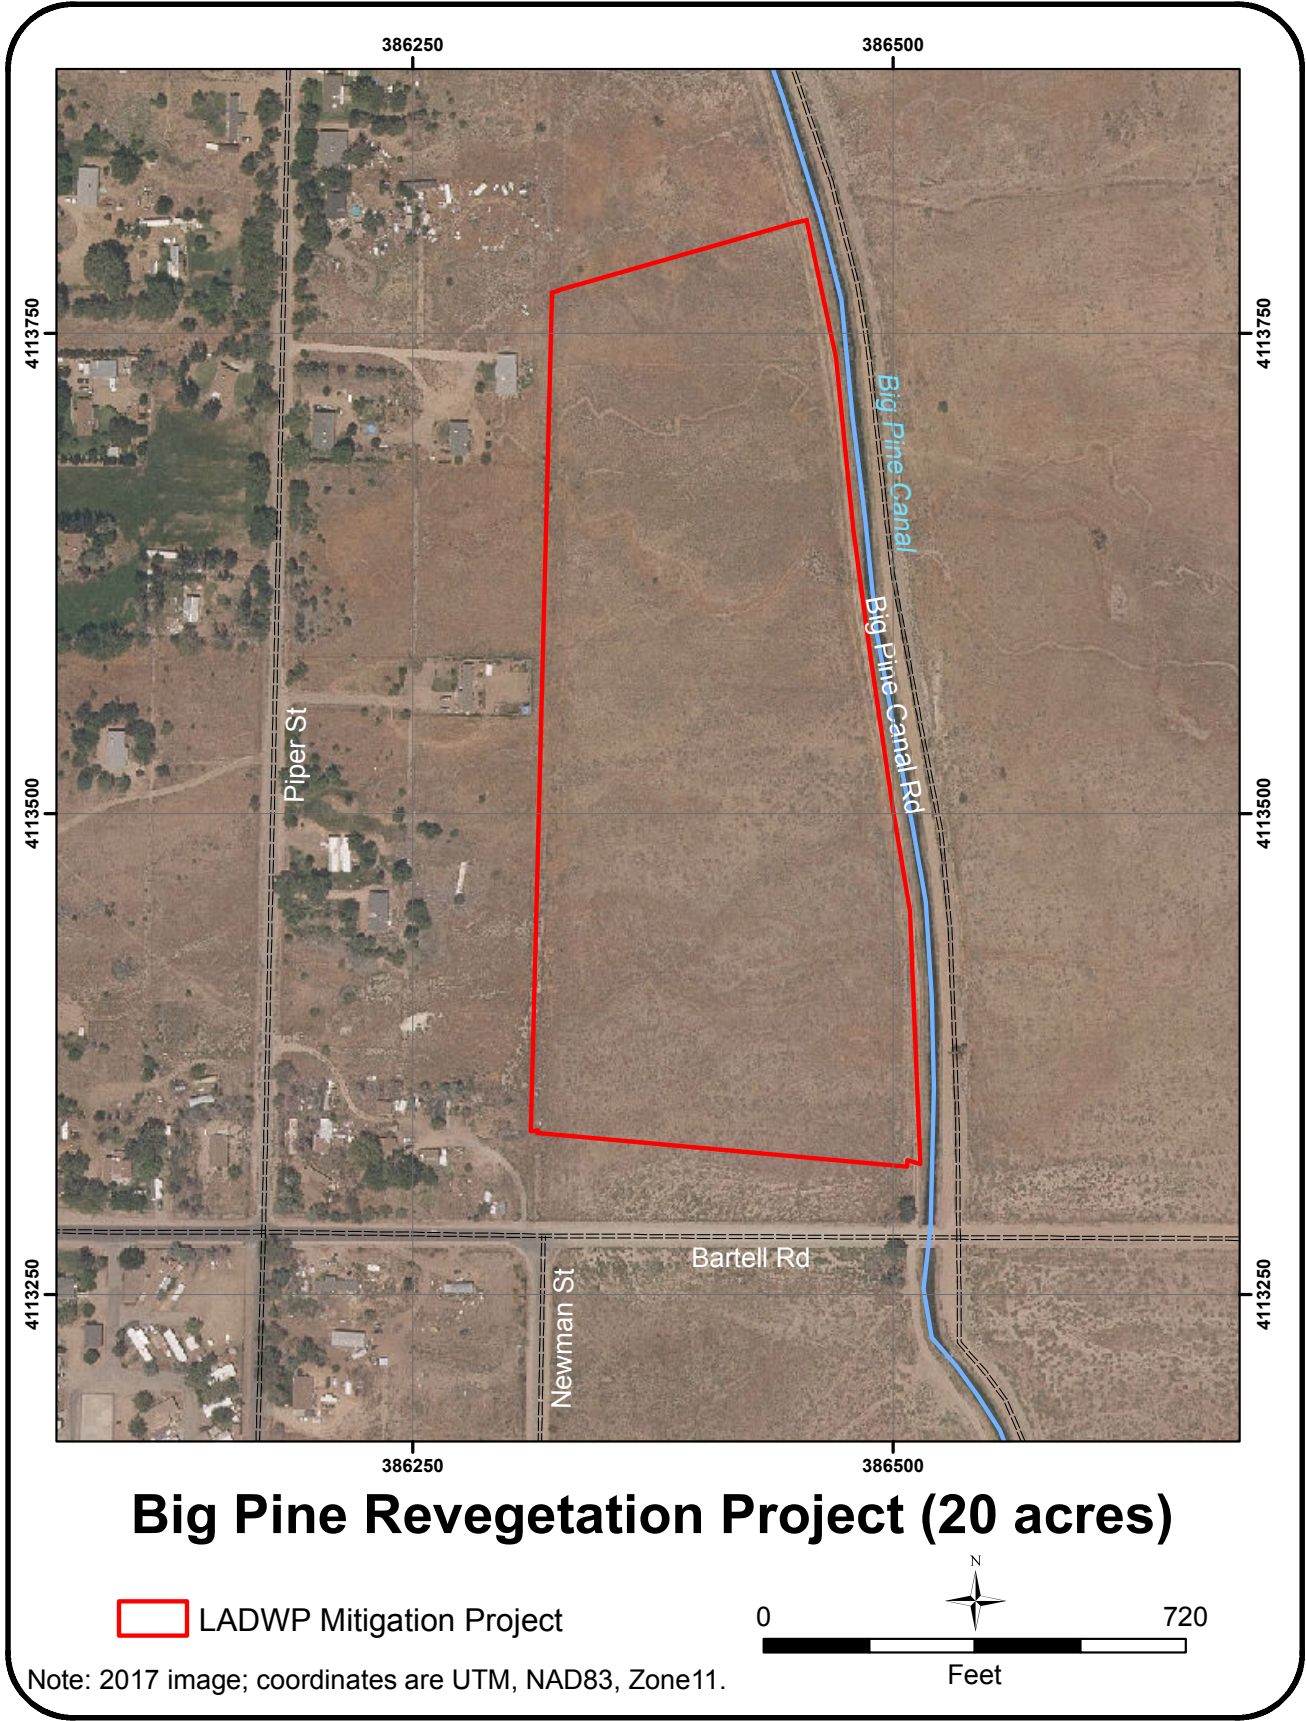 386250
386500
4113750
4113750
Big Pine Canal
Big Pine Canal Rd
Piper St
4113500
4113500
Bartell Rd
Newman St
4113250
4113250
386250
386500
Big Pine Revegetation Project (20 acres)
N
LADWP Mitigation Project
0
720
Feet
Note: 2017 image; coordinates are UTM, NAD83, Zone11.